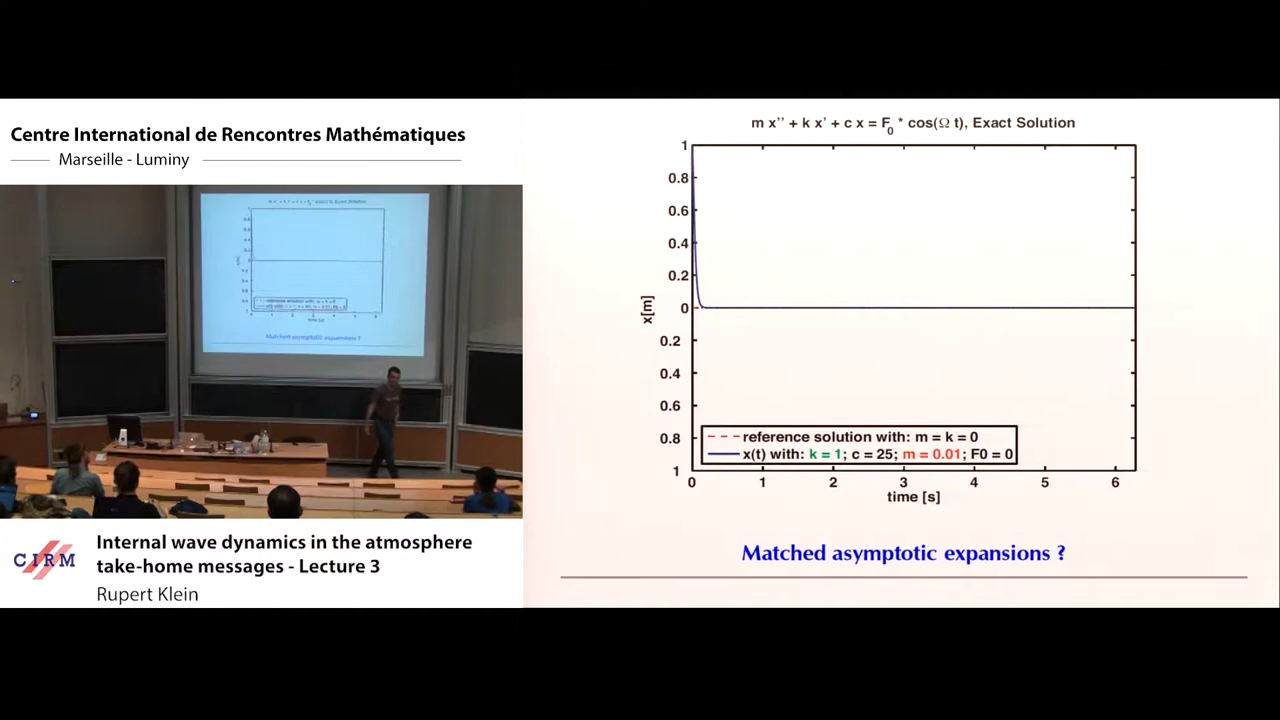 Centre International de Rencontres Mathématiques
Marseille - Luminy
m x'' + k x' + c x = F0 * cos(Ω t), Exact Solution
1
0.8
0.6
0.4
0.2
0
0.2
0.4
0.6
0.8
1
x[m]
reference solution with: m = k = 0
x(t) with: k = 1; c = 25; m = 0.01; F0 = 0
0 1 2 3 4 5 6
time [s]
Matched asymptotic expansions ?
CIRM
Internal wave dynamics in the atmosphere
take-home messages - Lecture 3
Rupert Klein